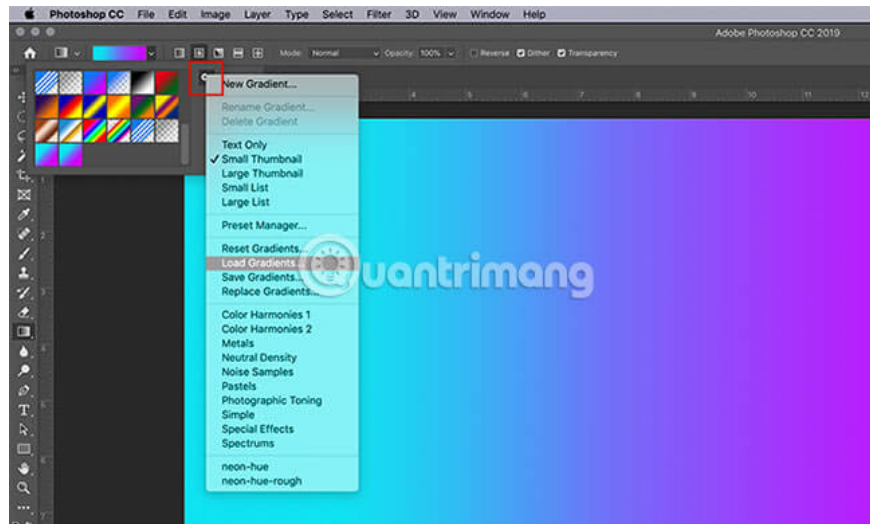 Photoshop CC File Edit Image Layer Type Select Filter 3D View Window Help
Adobe Photoshop CC 2019
Mode: Normal Opacity: 100% Reverse Dither Transparency
New Gradient...
Rename Gradient...
Delete Gradient
Text Only
Small Thumbnail
Large Thumbnail
Small List
Large List
Preset Manager...
Reset Gradients...
Load Gradients...
Save Gradients...
Replace Gradients...
Color Harmonies 1
Color Harmonies 2
Metals
Neutral Density
Noise Samples
Pastels
Photographic Toning
Simple
Special Effects
Spectrums
neon-hue
neon-hue-rough
uantrimang